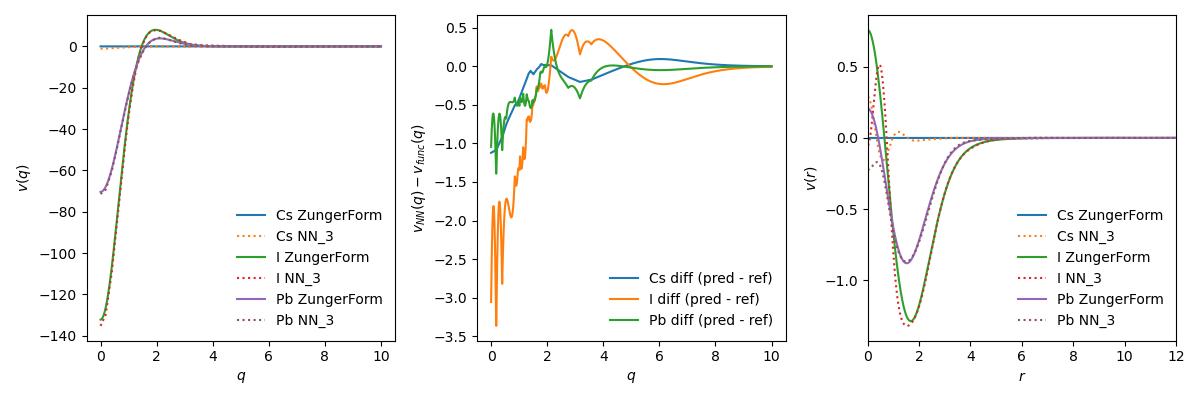 0
−20
−40
−60
−80
−100
−120
−140
v(q)
0 2 4 6 8 10
q
Cs ZungerForm
Cs NN_3
I ZungerForm
I NN_3
Pb ZungerForm
Pb NN_3
0.5
0.0
−0.5
−1.0
−1.5
−2.0
−2.5
−3.0
−3.5
v_NN(q) − v_func(q)
0 2 4 6 8 10
q
Cs diff (pred - ref)
I diff (pred - ref)
Pb diff (pred - ref)
0.5
0.0
−0.5
−1.0
v(r)
0 2 4 6 8 10 12
r
Cs ZungerForm
Cs NN_3
I ZungerForm
I NN_3
Pb ZungerForm
Pb NN_3